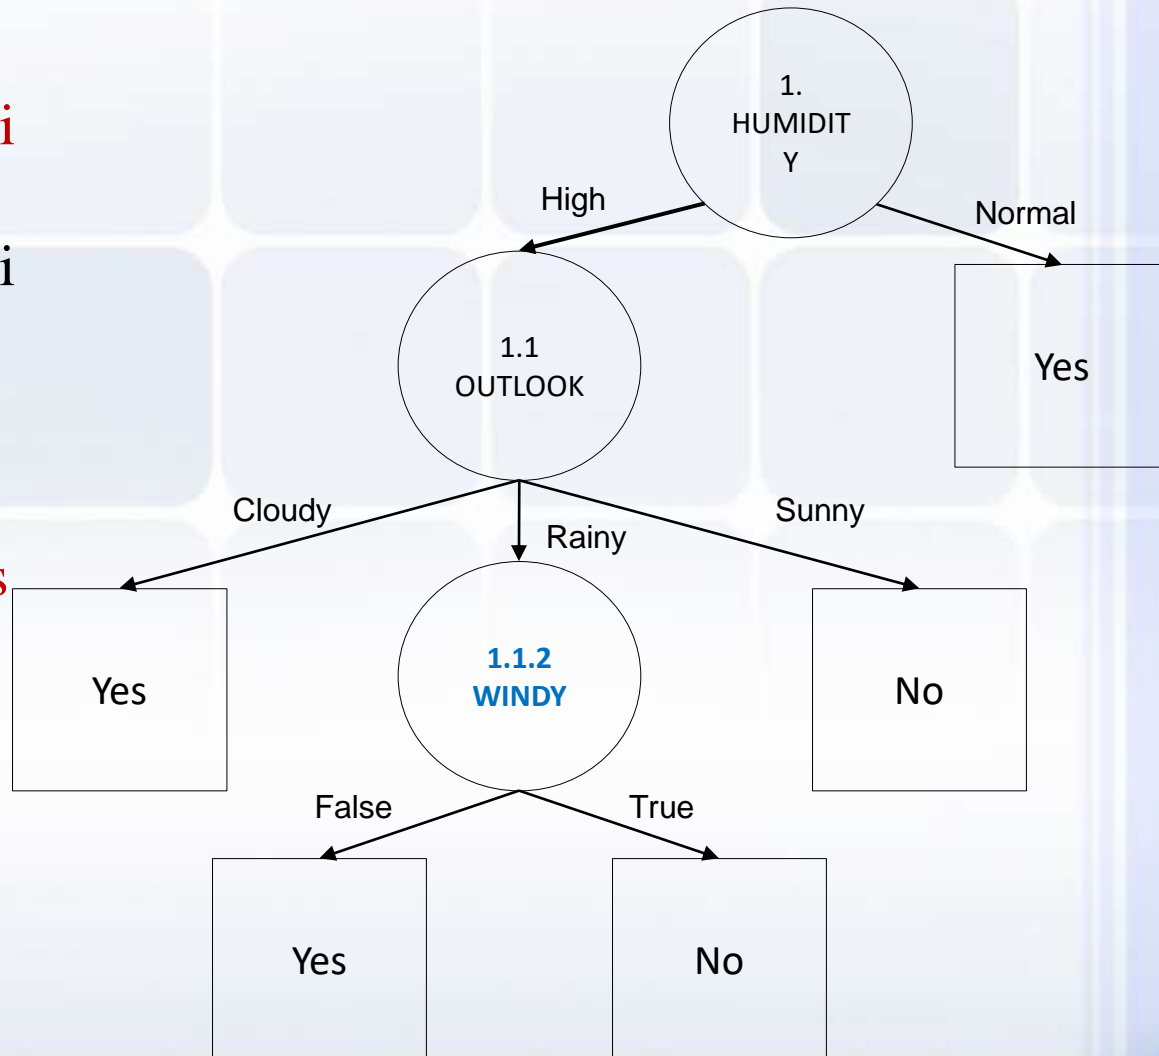 i
i
s
1.
HUMIDIT
Y
High
Normal
1.1
OUTLOOK
Yes
Cloudy
Rainy
Sunny
Yes
1.1.2
WINDY
No
False
True
Yes
No